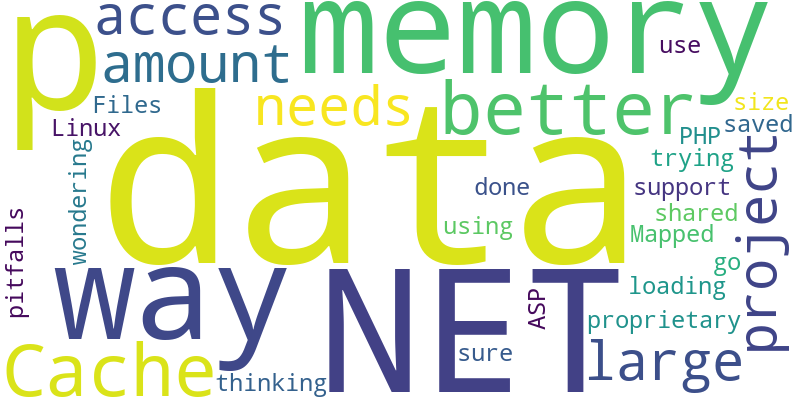 p
access
memory
use
amount
Files
needs
better
size
saved
Linux
PHP
wondering
data
trying
project
done
support
shared
using
Mapped
pitfalls
way
NET
go
loading
ASP
proprietary
Cache
thinking
sure
large